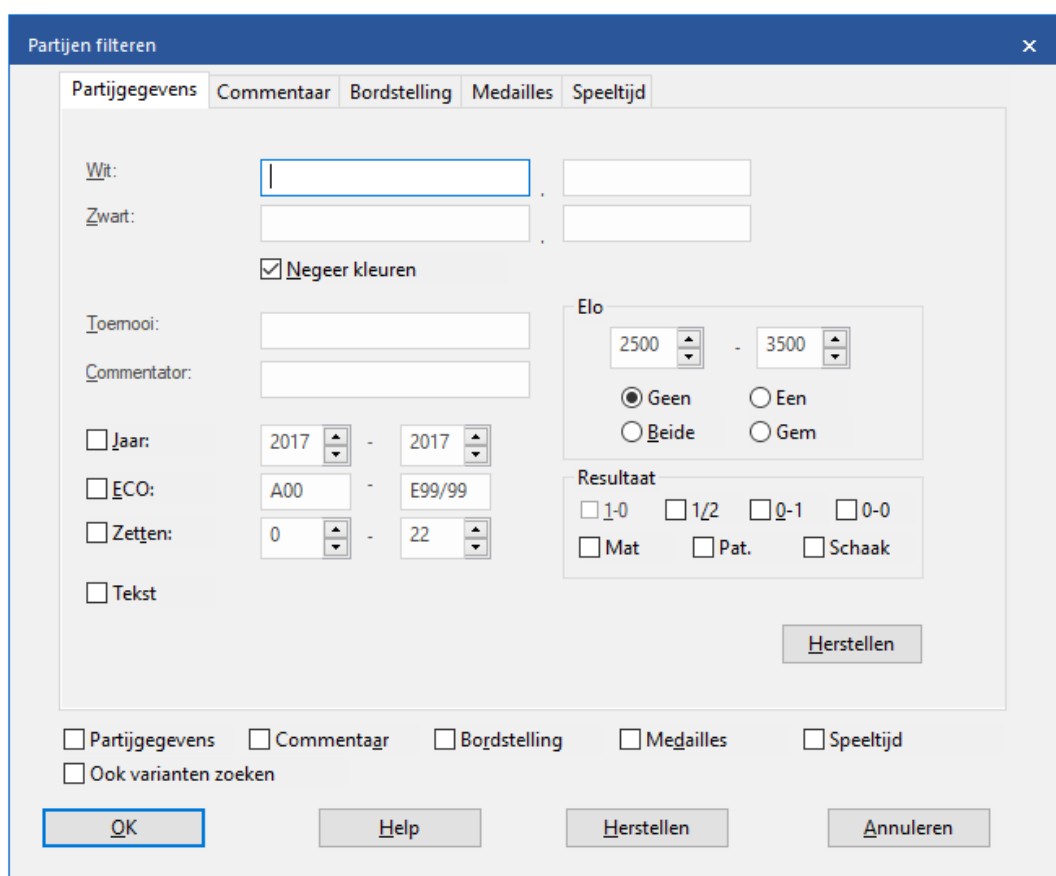 Partijen filteren
Partijgegevens Commentaar Bordstelling Medailles Speeltijd
Wit:
.
Zwart:
.
Negeer kleuren
Toernooi:
Commentator:
Elo
2500 - 3500
Geen Een
Beide Gem
Jaar: 2017 - 2017
ECO: A00 - E99/99
Zetten: 0 - 22
Tekst
Resultaat
1-0 1/2 0-1 0-0
Mat Pat. Schaak
Herstellen
Partijgegevens Commentaar Bordstelling Medailles Speeltijd
Ook varianten zoeken
OK Help Herstellen Annuleren